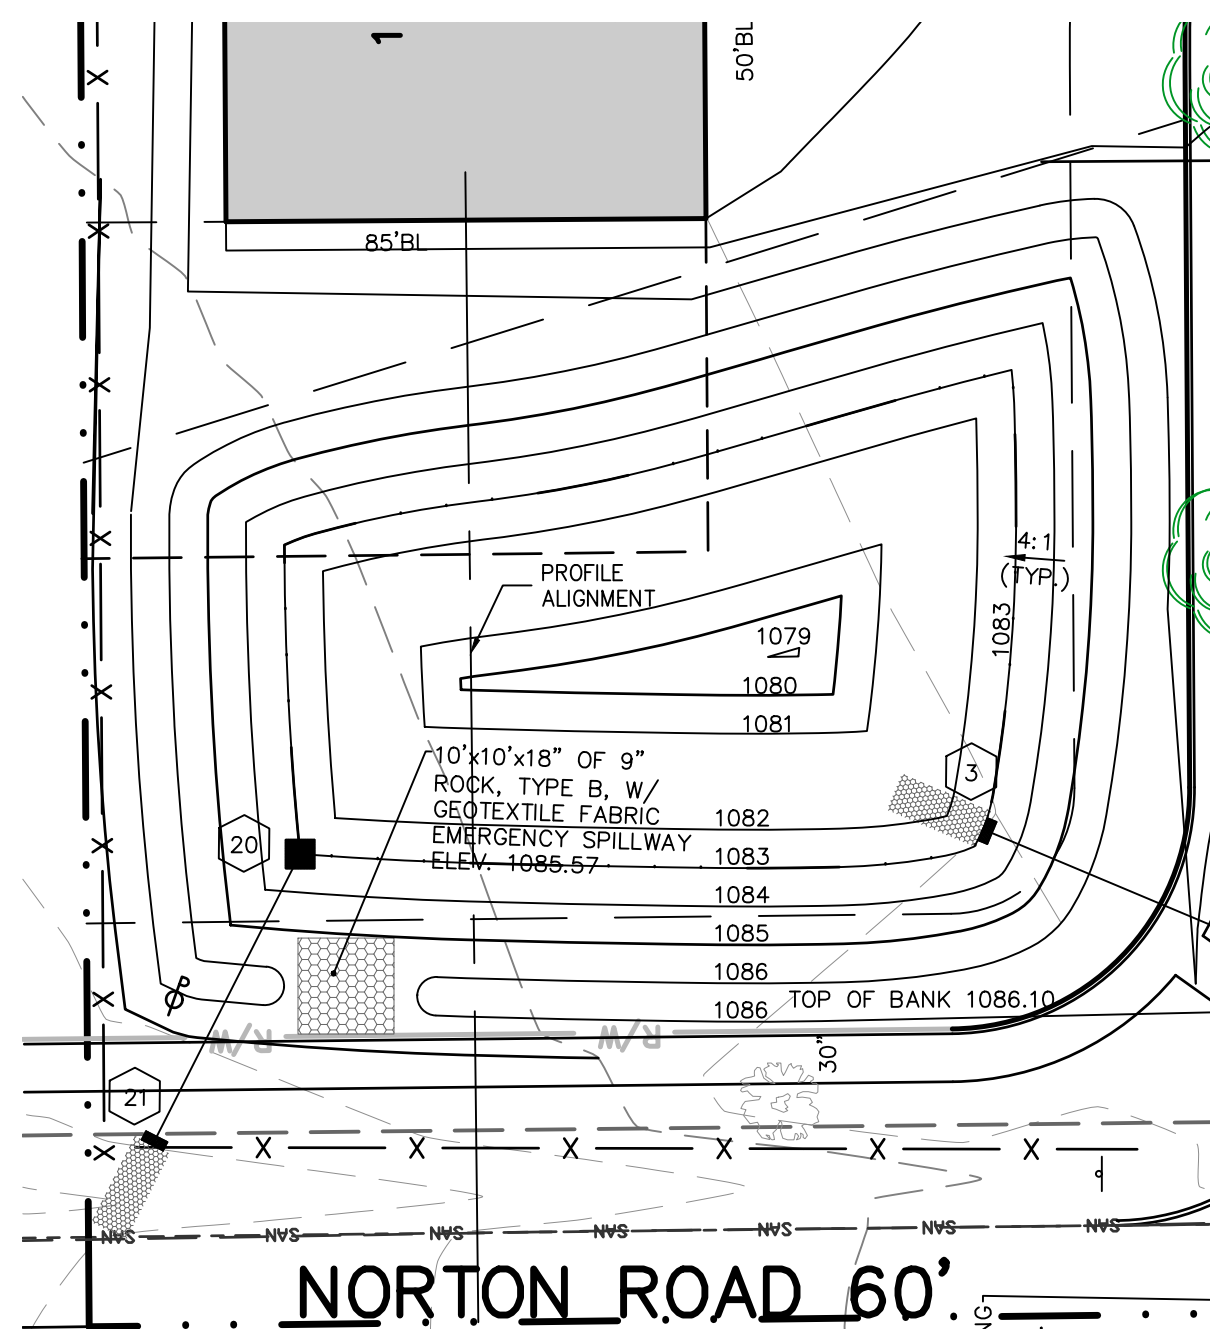 1
50'BL
85'BL
PROFILE
ALIGNMENT
4:1
(TYP.)
1083
1079
1080
1081
10'x10'x18" OF 9"
ROCK, TYPE B, W/
GEOTEXTILE FABRIC
EMERGENCY SPILLWAY
ELEV. 1085.57
3
20
1082
1083
1084
1085
1086
1086
TOP OF BANK 1086.10
P
R/W
R/W
30"
21
X X X X X X X X
X X X X X X
SAN SAN SAN SAN SAN SAN SAN
NORTON ROAD 60'
NG